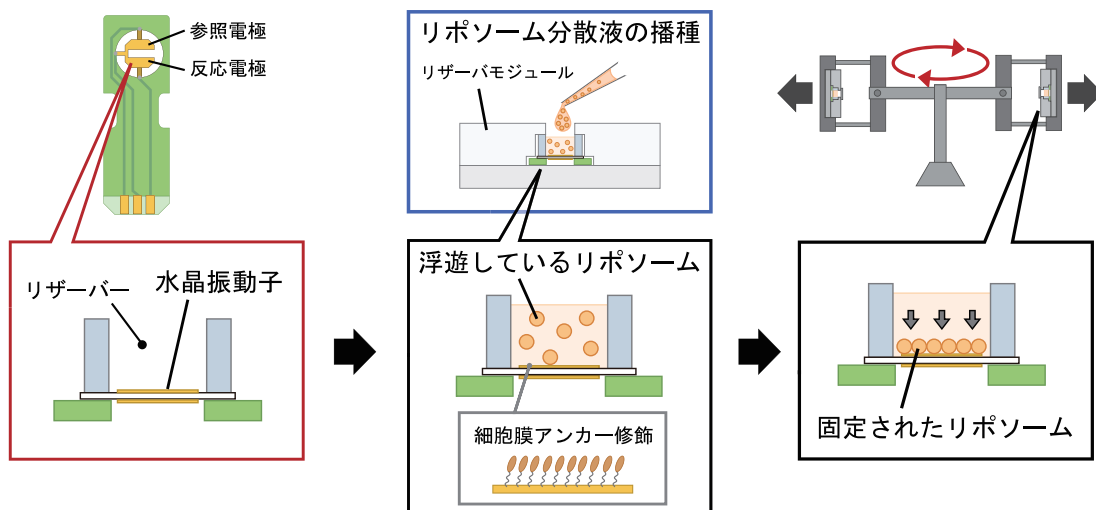 参照電極
反応電極
リザーバー
水晶振動子
リポソーム分散液の播種
リザーバモジュール
浮遊しているリポソーム
細胞膜アンカー修飾
固定されたリポソーム